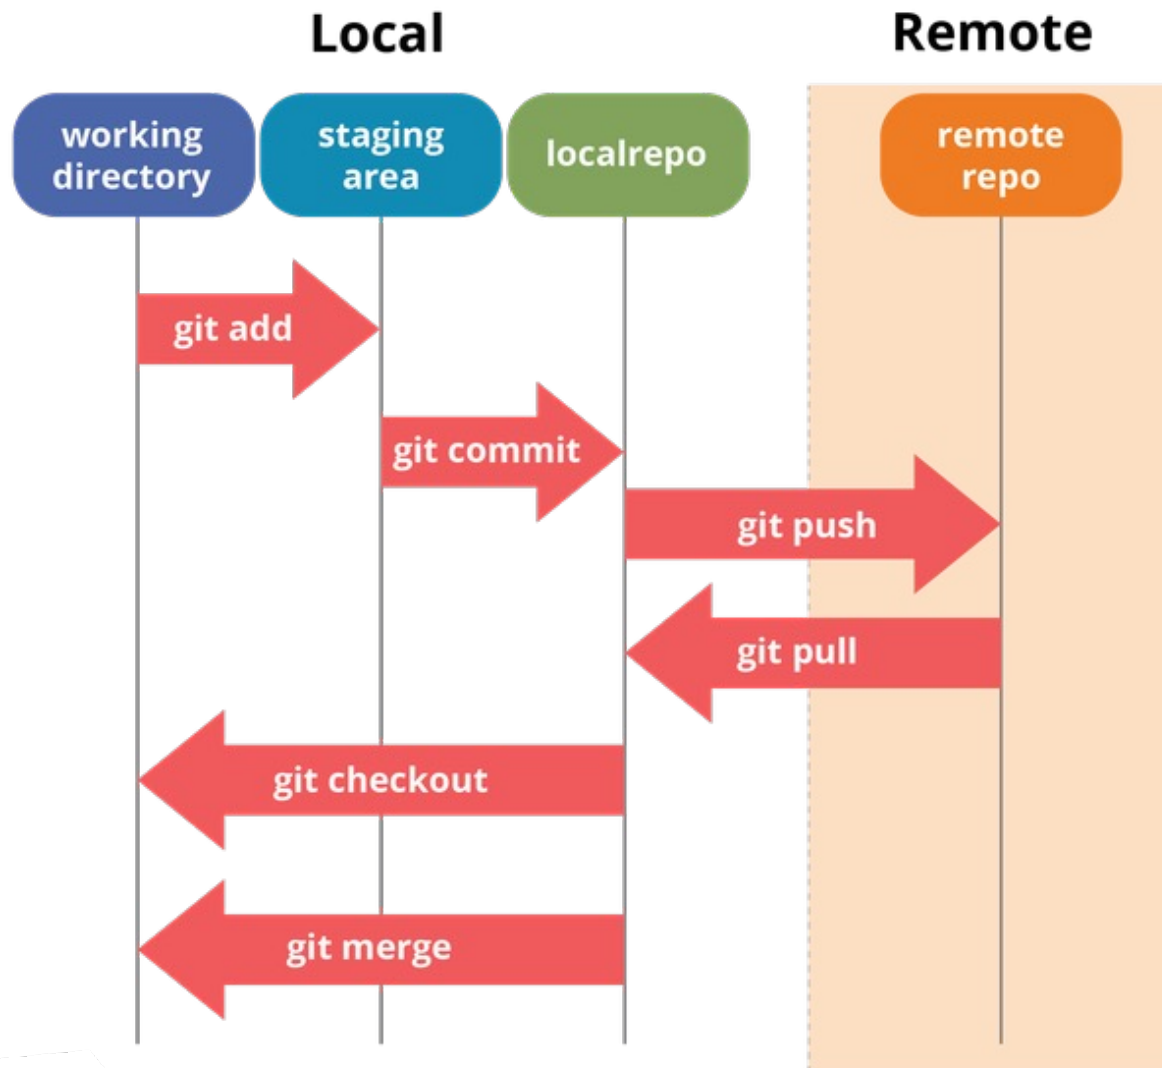 Local
Remote
working
directory
staging
area
localrepo
remote
repo
git add
git commit
git push
git pull
git checkout
git merge